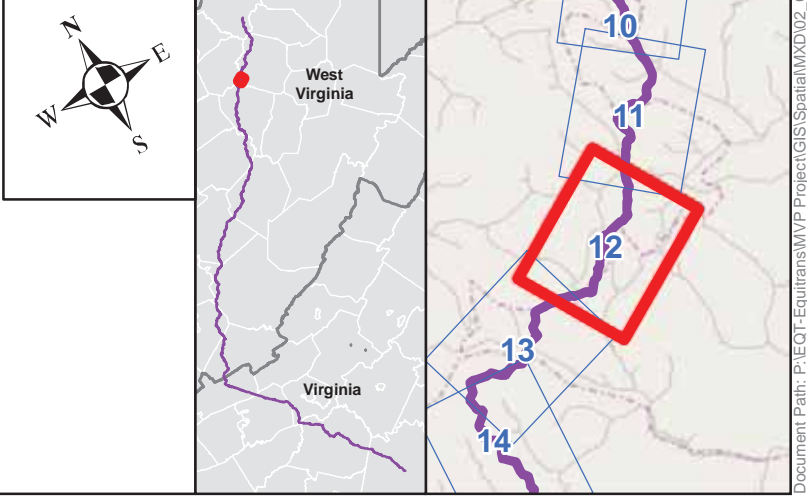 N
E
W
S
West
Virginia
Virginia
10
11
12
13
14
Document Path: P:\EQT-Equitrans\MVP Project\GIS\Spatial\MXD\02_